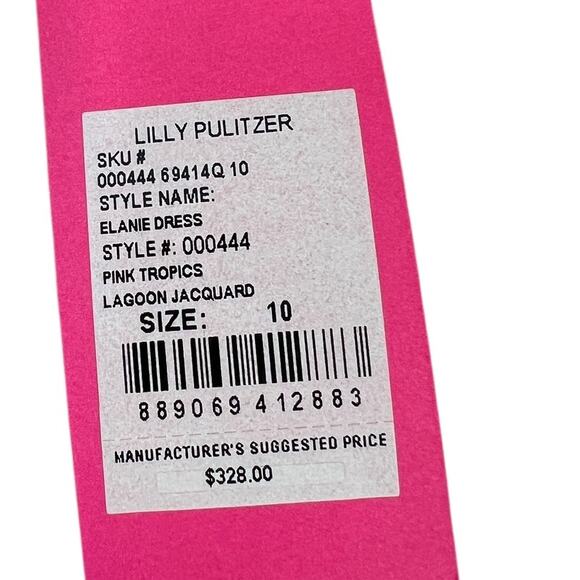 LILLY PULITZER
SKU #
000444 69414Q 10
STYLE NAME:
ELANIE DRESS
STYLE #: 000444
PINK TROPICS
LAGOON JACQUARD
SIZE: 10
889069 412883
MANUFACTURER'S SUGGESTED PRICE
$328.00